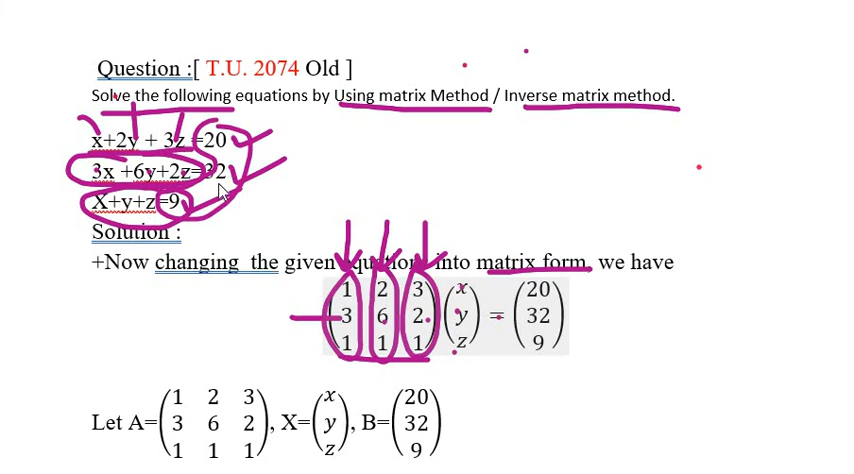 Question :[ T.U. 2074 Old ]
Solve the following equations by Using matrix Method / Inverse matrix method.
x+2y + 3z =20
3x +6y+2z=32
X+y+z=9
Solution :
+Now changing the given equations into matrix form, we have
(1 2 3) (x) (20)
(3 6 2) (y) = (32)
(1 1 1) (z) (9)
Let A=(1 2 3; 3 6 2; 1 1 1), X=(x; y; z), B=(20; 32; 9)